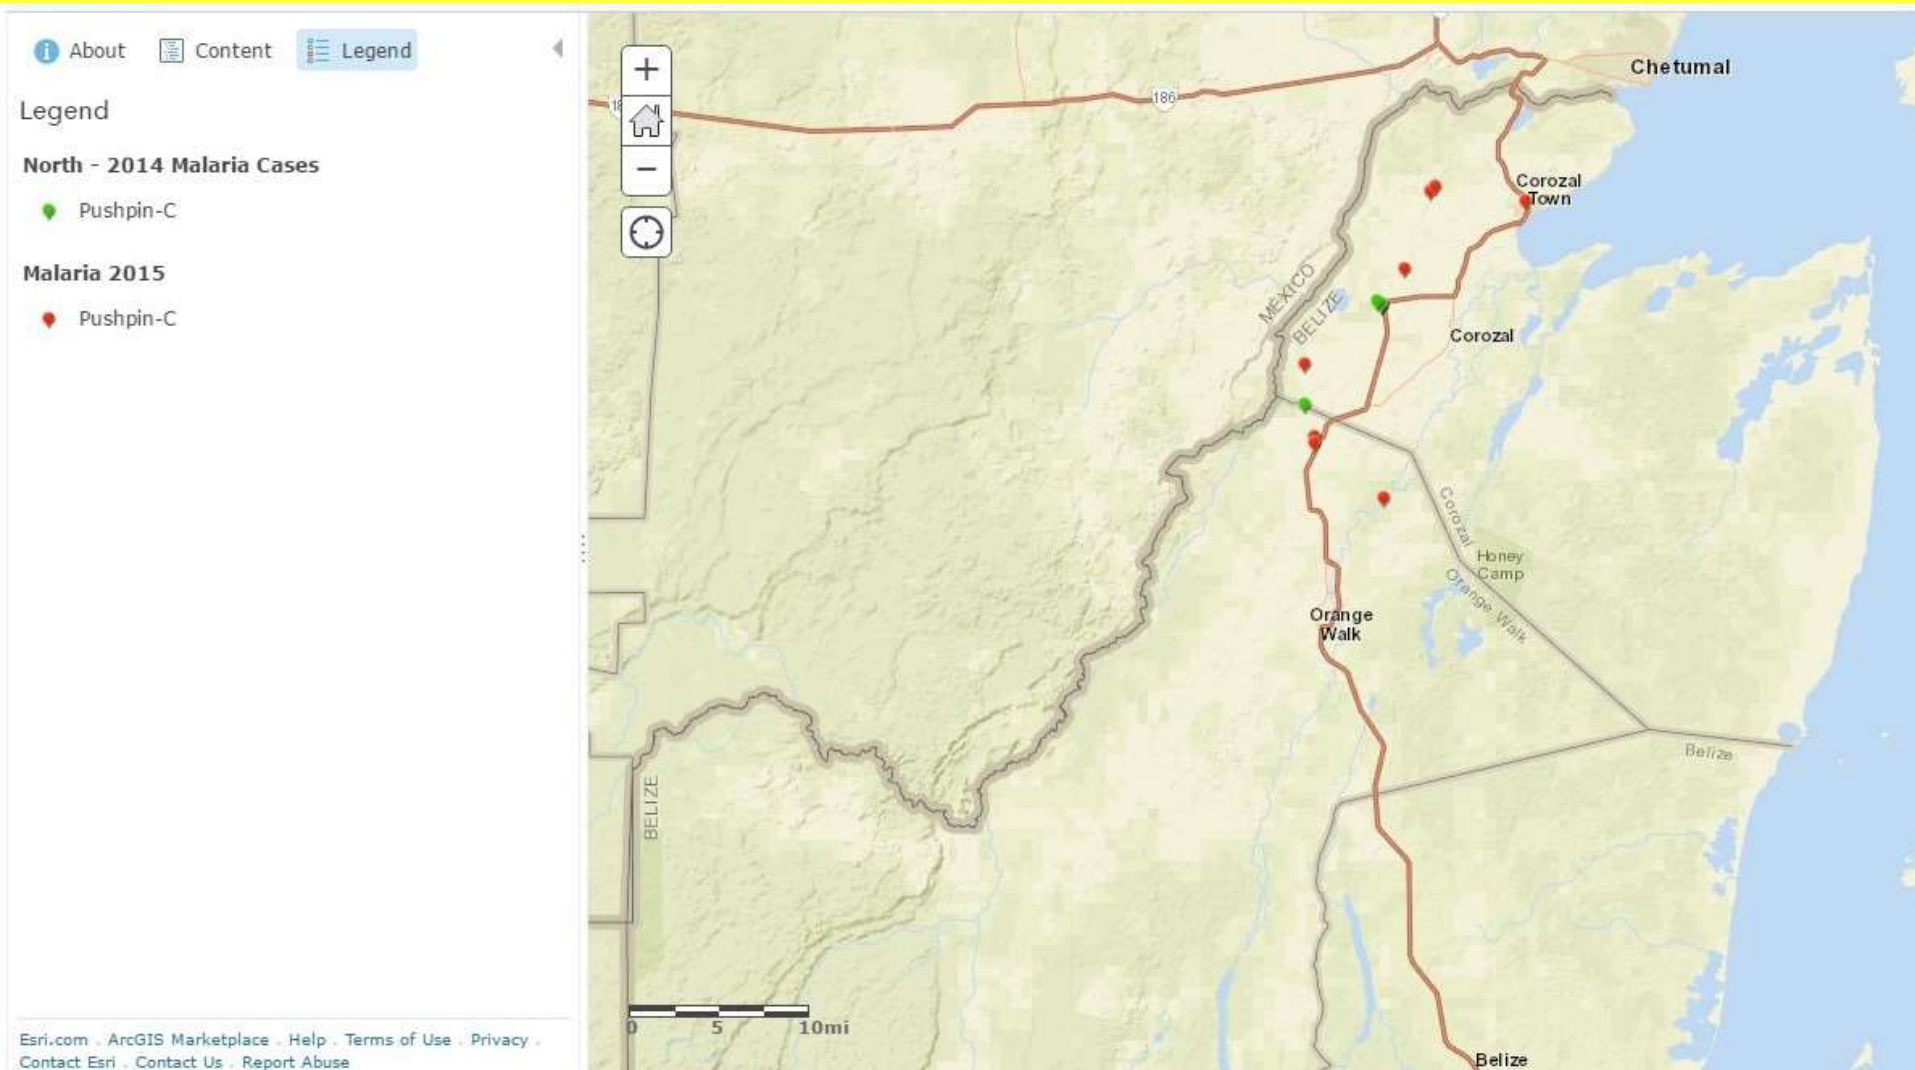 About Content Legend
Legend
North - 2014 Malaria Cases
Pushpin-C
Malaria 2015
Pushpin-C
Esri.com . ArcGIS Marketplace . Help . Terms of Use . Privacy .
Contact Esri . Contact Us . Report Abuse
+
−
186
Chetumal
Corozal
Town
MÉXICO
BELIZE
Corozal
Corozal
Honey
Camp
Orange Walk
Orange
Walk
Belize
BELIZE
0 5 10mi
Belize